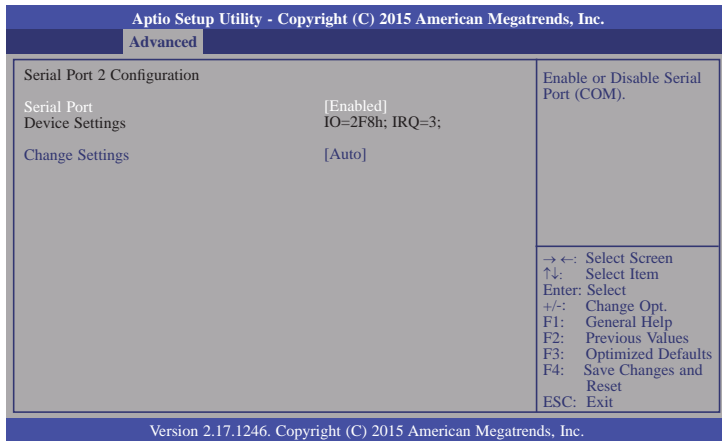 Aptio Setup Utility - Copyright (C) 2015 American Megatrends, Inc.
Advanced
Serial Port 2 Configuration
Serial Port [Enabled]
Device Settings IO=2F8h; IRQ=3;
Change Settings [Auto]
Enable or Disable Serial
Port (COM).
→ ←: Select Screen
↑↓: Select Item
Enter: Select
+/-: Change Opt.
F1: General Help
F2: Previous Values
F3: Optimized Defaults
F4: Save Changes and
Reset
ESC: Exit
Version 2.17.1246. Copyright (C) 2015 American Megatrends, Inc.